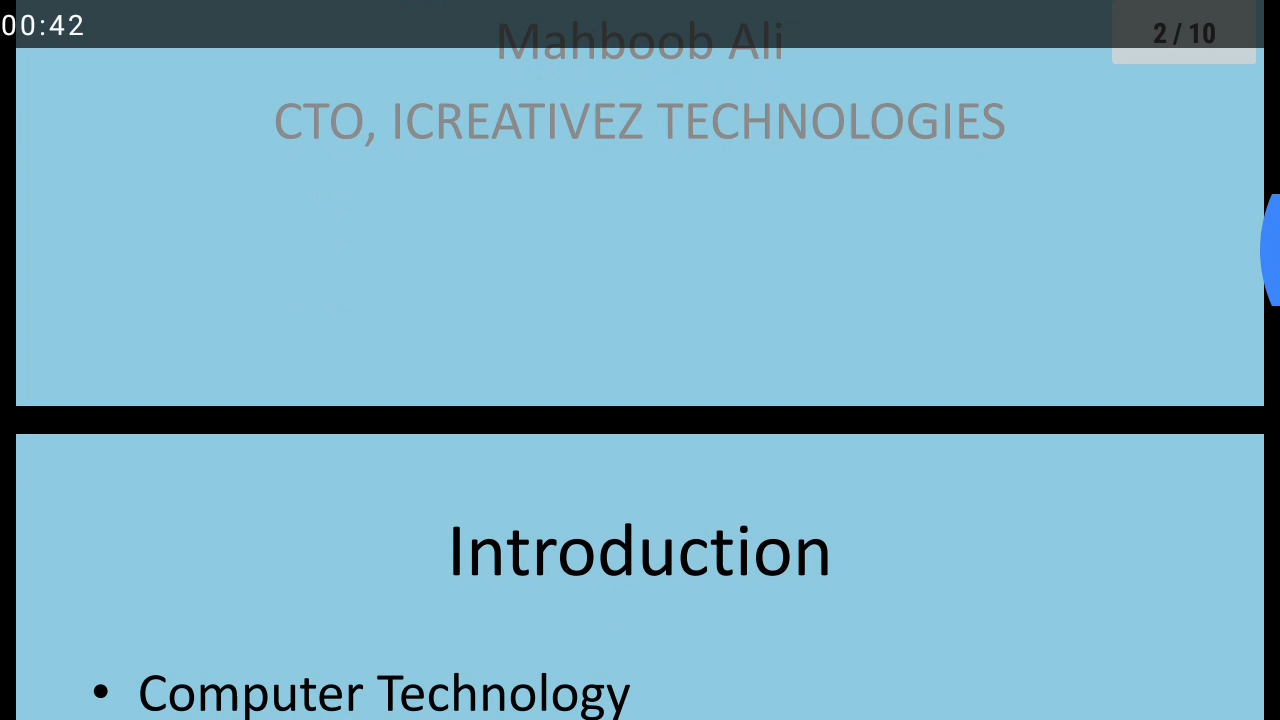 00:42
Mahboob Ali
2 / 10
CTO, ICREATIVEZ TECHNOLOGIES
Introduction
• Computer Technology